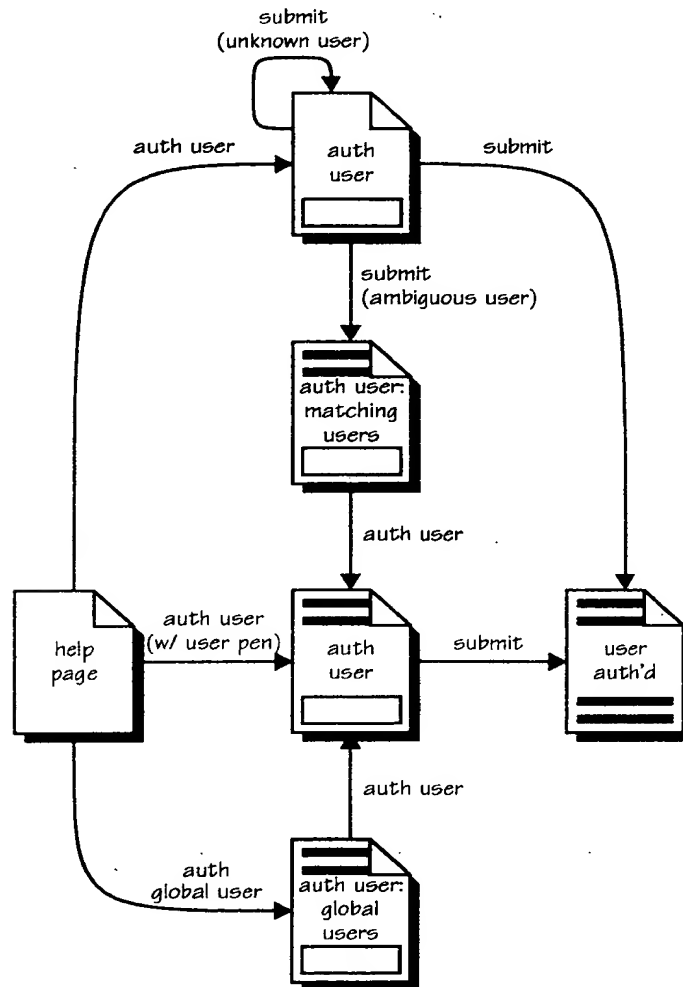 submit
(unknown user)
auth user
auth
user
submit
submit
(ambiguous user)
auth user:
matching
users
auth user
help
page
auth user
(w/ user pen)
auth
user
submit
user
auth'd
auth user
auth
global user
auth user:
global
users